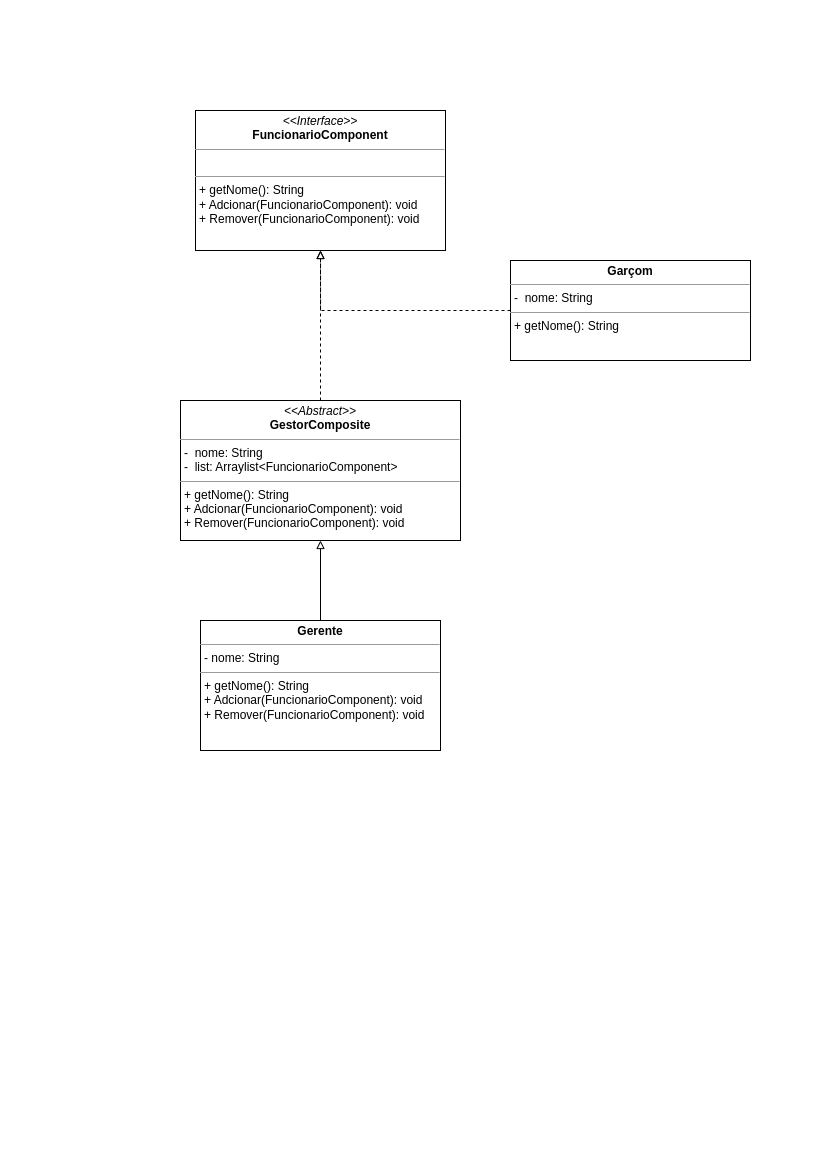 <<Interface>>
FuncionarioComponent
+ getNome(): String
+ Adcionar(FuncionarioComponent): void
+ Remover(FuncionarioComponent): void
Garçom
-  nome: String
+ getNome(): String
<<Abstract>>
GestorComposite
-  nome: String
-  list: Arraylist<FuncionarioComponent>
+ getNome(): String
+ Adcionar(FuncionarioComponent): void
+ Remover(FuncionarioComponent): void
Gerente
- nome: String
+ getNome(): String
+ Adcionar(FuncionarioComponent): void
+ Remover(FuncionarioComponent): void